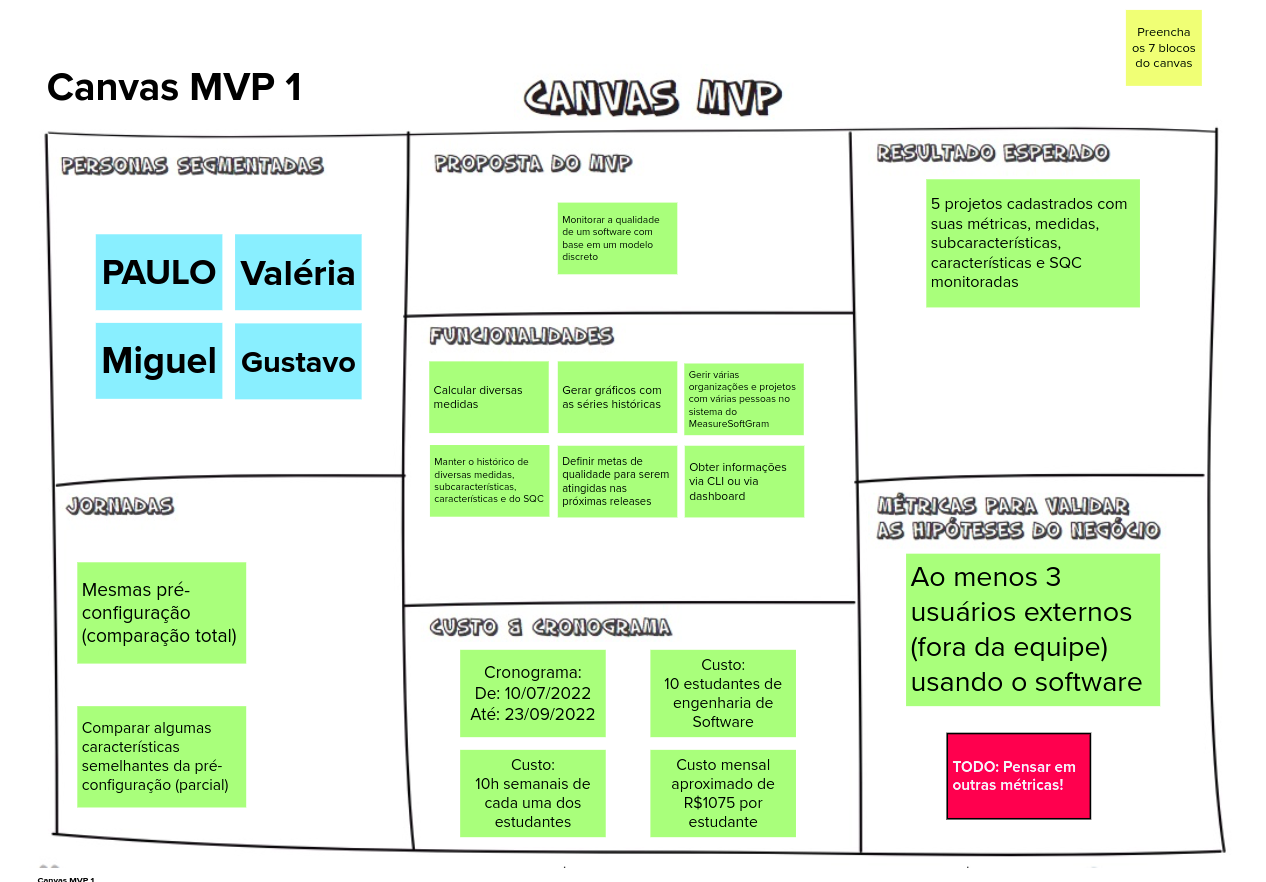 Preencha
os 7 blocos
do canvas
Canvas MVP 1
CANVAS MVP
PERSONAS SEGMENTADAS
PAULO
Valéria
Miguel
Gustavo
PROPOSTA DO MVP
Monitorar a qualidade
de um software com
base em um modelo
discreto
RESULTADO ESPERADO
5 projetos cadastrados com
suas métricas, medidas,
subcaracterísticas,
características e SQC
monitoradas
FUNCIONALIDADES
Calcular diversas
medidas
Gerar gráficos com
as séries históricas
Gerir várias
organizações e projetos
com várias pessoas no
sistema do
MeasureSoftGram
Manter o histórico de
diversas medidas,
subcaracterísticas,
características e do SQC
Definir metas de
qualidade para serem
atingidas nas
próximas releases
Obter informações
via CLI ou via
dashboard
JORNADAS
Mesmas pré-
configuração
(comparação total)
Comparar algumas
características
semelhantes da pré-
configuração (parcial)
CUSTO & CRONOGRAMA
Cronograma:
De: 10/07/2022
Até: 23/09/2022
Custo:
10 estudantes de
engenharia de
Software
Custo:
10h semanais de
cada uma dos
estudantes
Custo mensal
aproximado de
R$1075 por
estudante
MÉTRICAS PARA VALIDAR
AS HIPÓTESES DO NEGÓCIO
Ao menos 3
usuários externos
(fora da equipe)
usando o software
TODO: Pensar em
outras métricas!
Canvas MVP 1